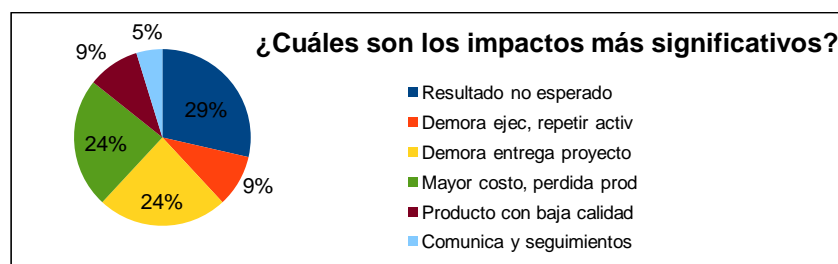 ¿Cuáles son los impactos más significativos?
5%
9%
29%
24%
24%
9%
Resultado no esperado
Demora ejec, repetir activ
Demora entrega proyecto
Mayor costo, perdida prod
Producto con baja calidad
Comunica y seguimientos